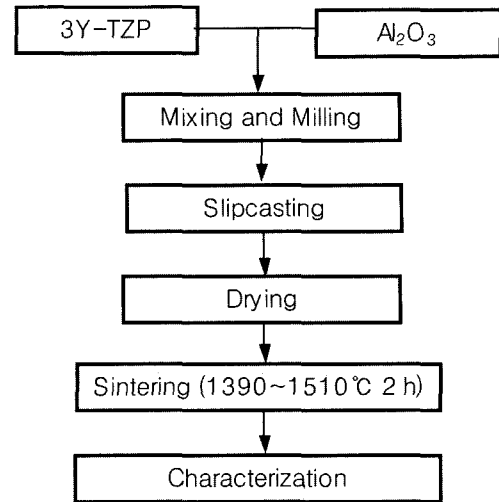 3Y-TZP
Al₂O₃
Mixing and Milling
Slipcasting
Drying
Sintering (1390~1510℃ 2 h)
Characterization